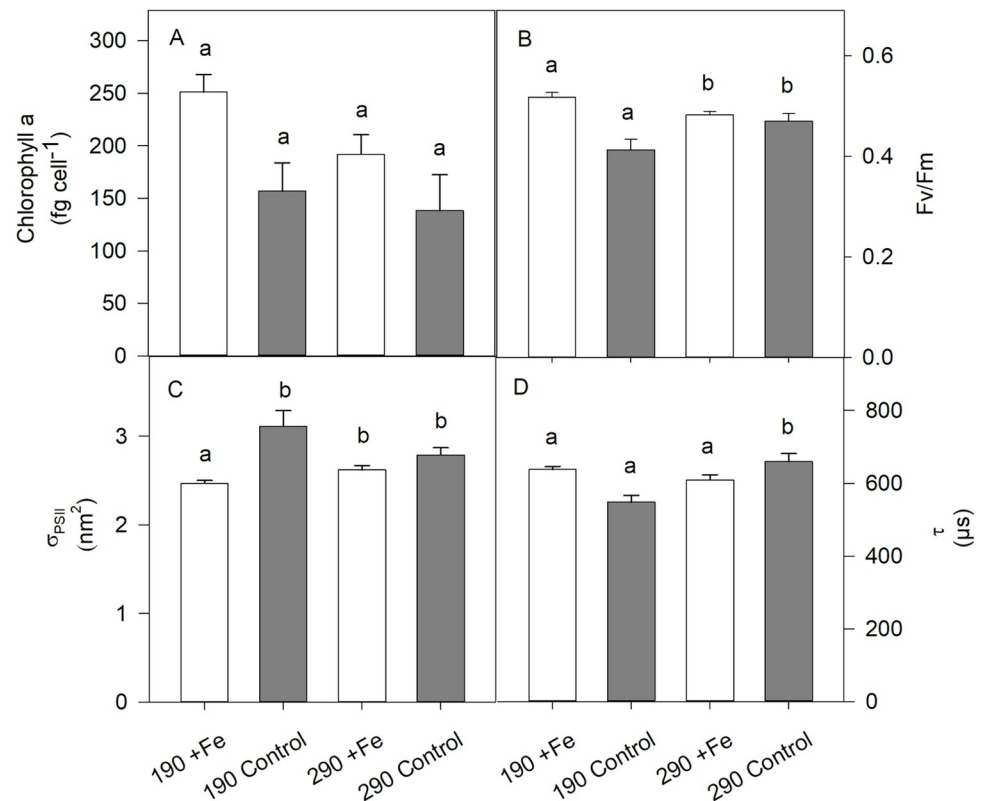 A
B
a
a
a
a
a
a
b
b
300
250
200
150
100
50
0
Chlorophyll a
(fg cell-1)
0.6
0.4
0.2
0.0
Fv/Fm
C
D
a
b
b
b
a
a
a
b
3
2
1
0
σPSII
(nm2)
800
600
400
200
0
τ
(µs)
190 +Fe
190 Control
290 +Fe
290 Control
190 +Fe
190 Control
290 +Fe
290 Control